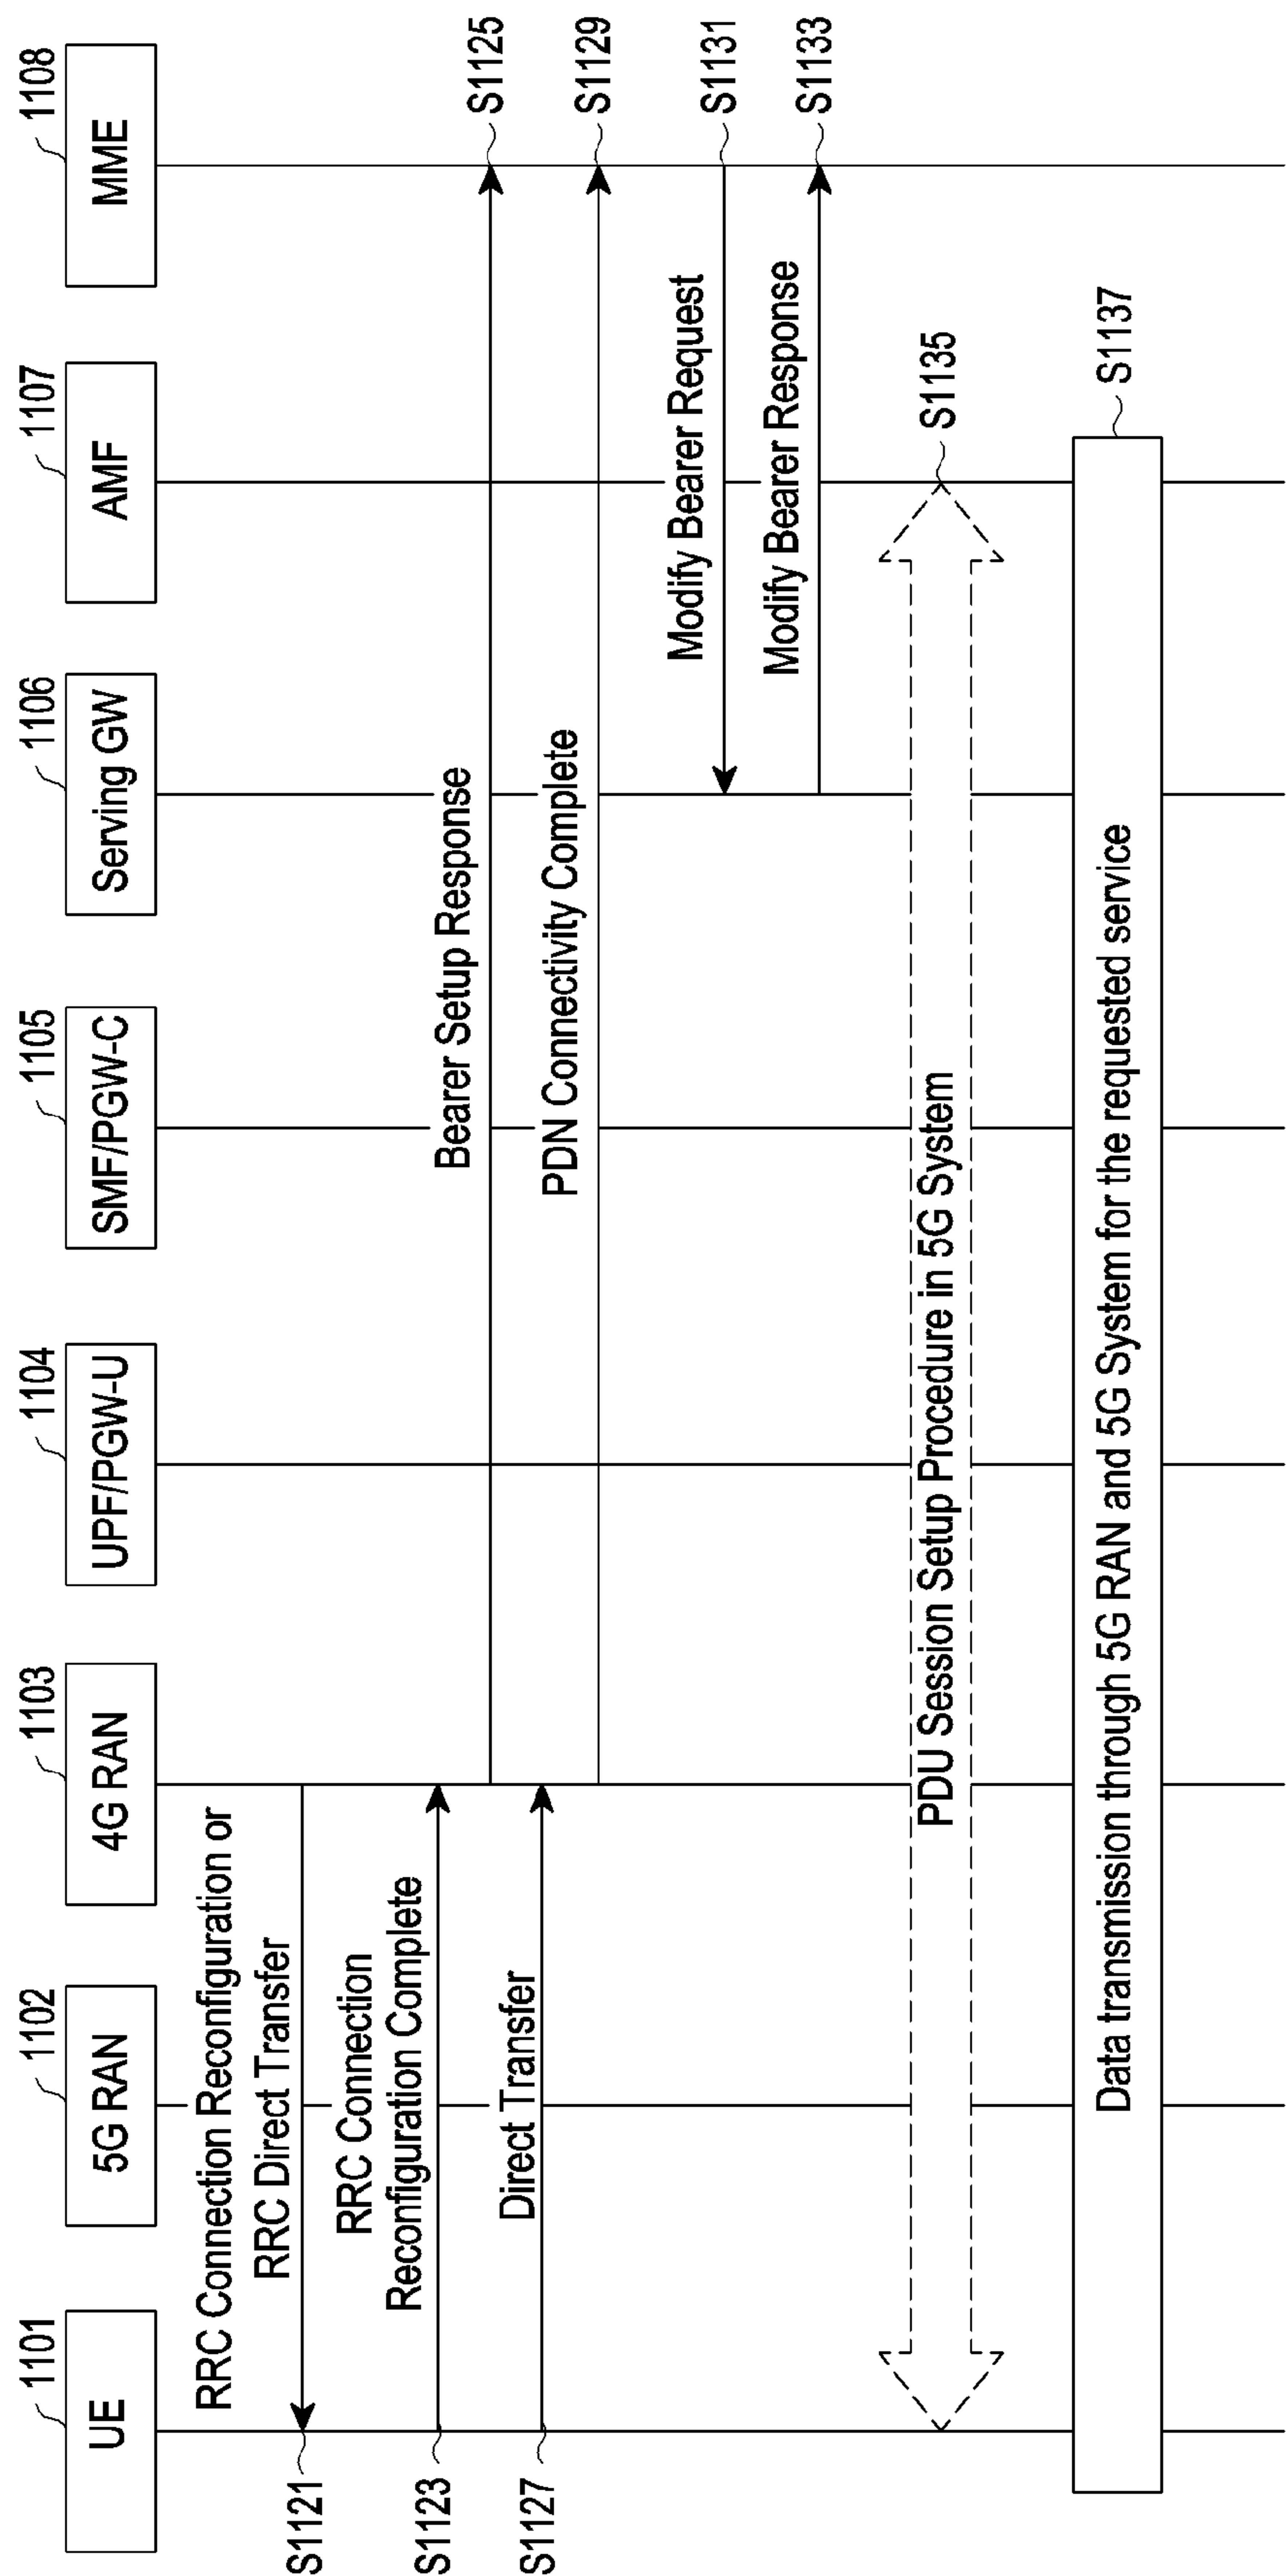 1101
1102
1103
1104
1105
1106
1107
1108
UE
5G RAN
4G RAN
UPF/PGW-U
SMF/PGW-C
Serving GW
AMF
MME
RRC Connection Reconfiguration or
RRC Direct Transfer
S1121
RRC Connection
Reconfiguration Complete
S1123
Bearer Setup Response
S1125
Direct Transfer
S1127
PDN Connectivity Complete
S1129
Modify Bearer Request
S1131
Modify Bearer Response
S1133
PDU Session Setup Procedure in 5G System
S1135
Data transmission through 5G RAN and 5G System for the requested service
S1137